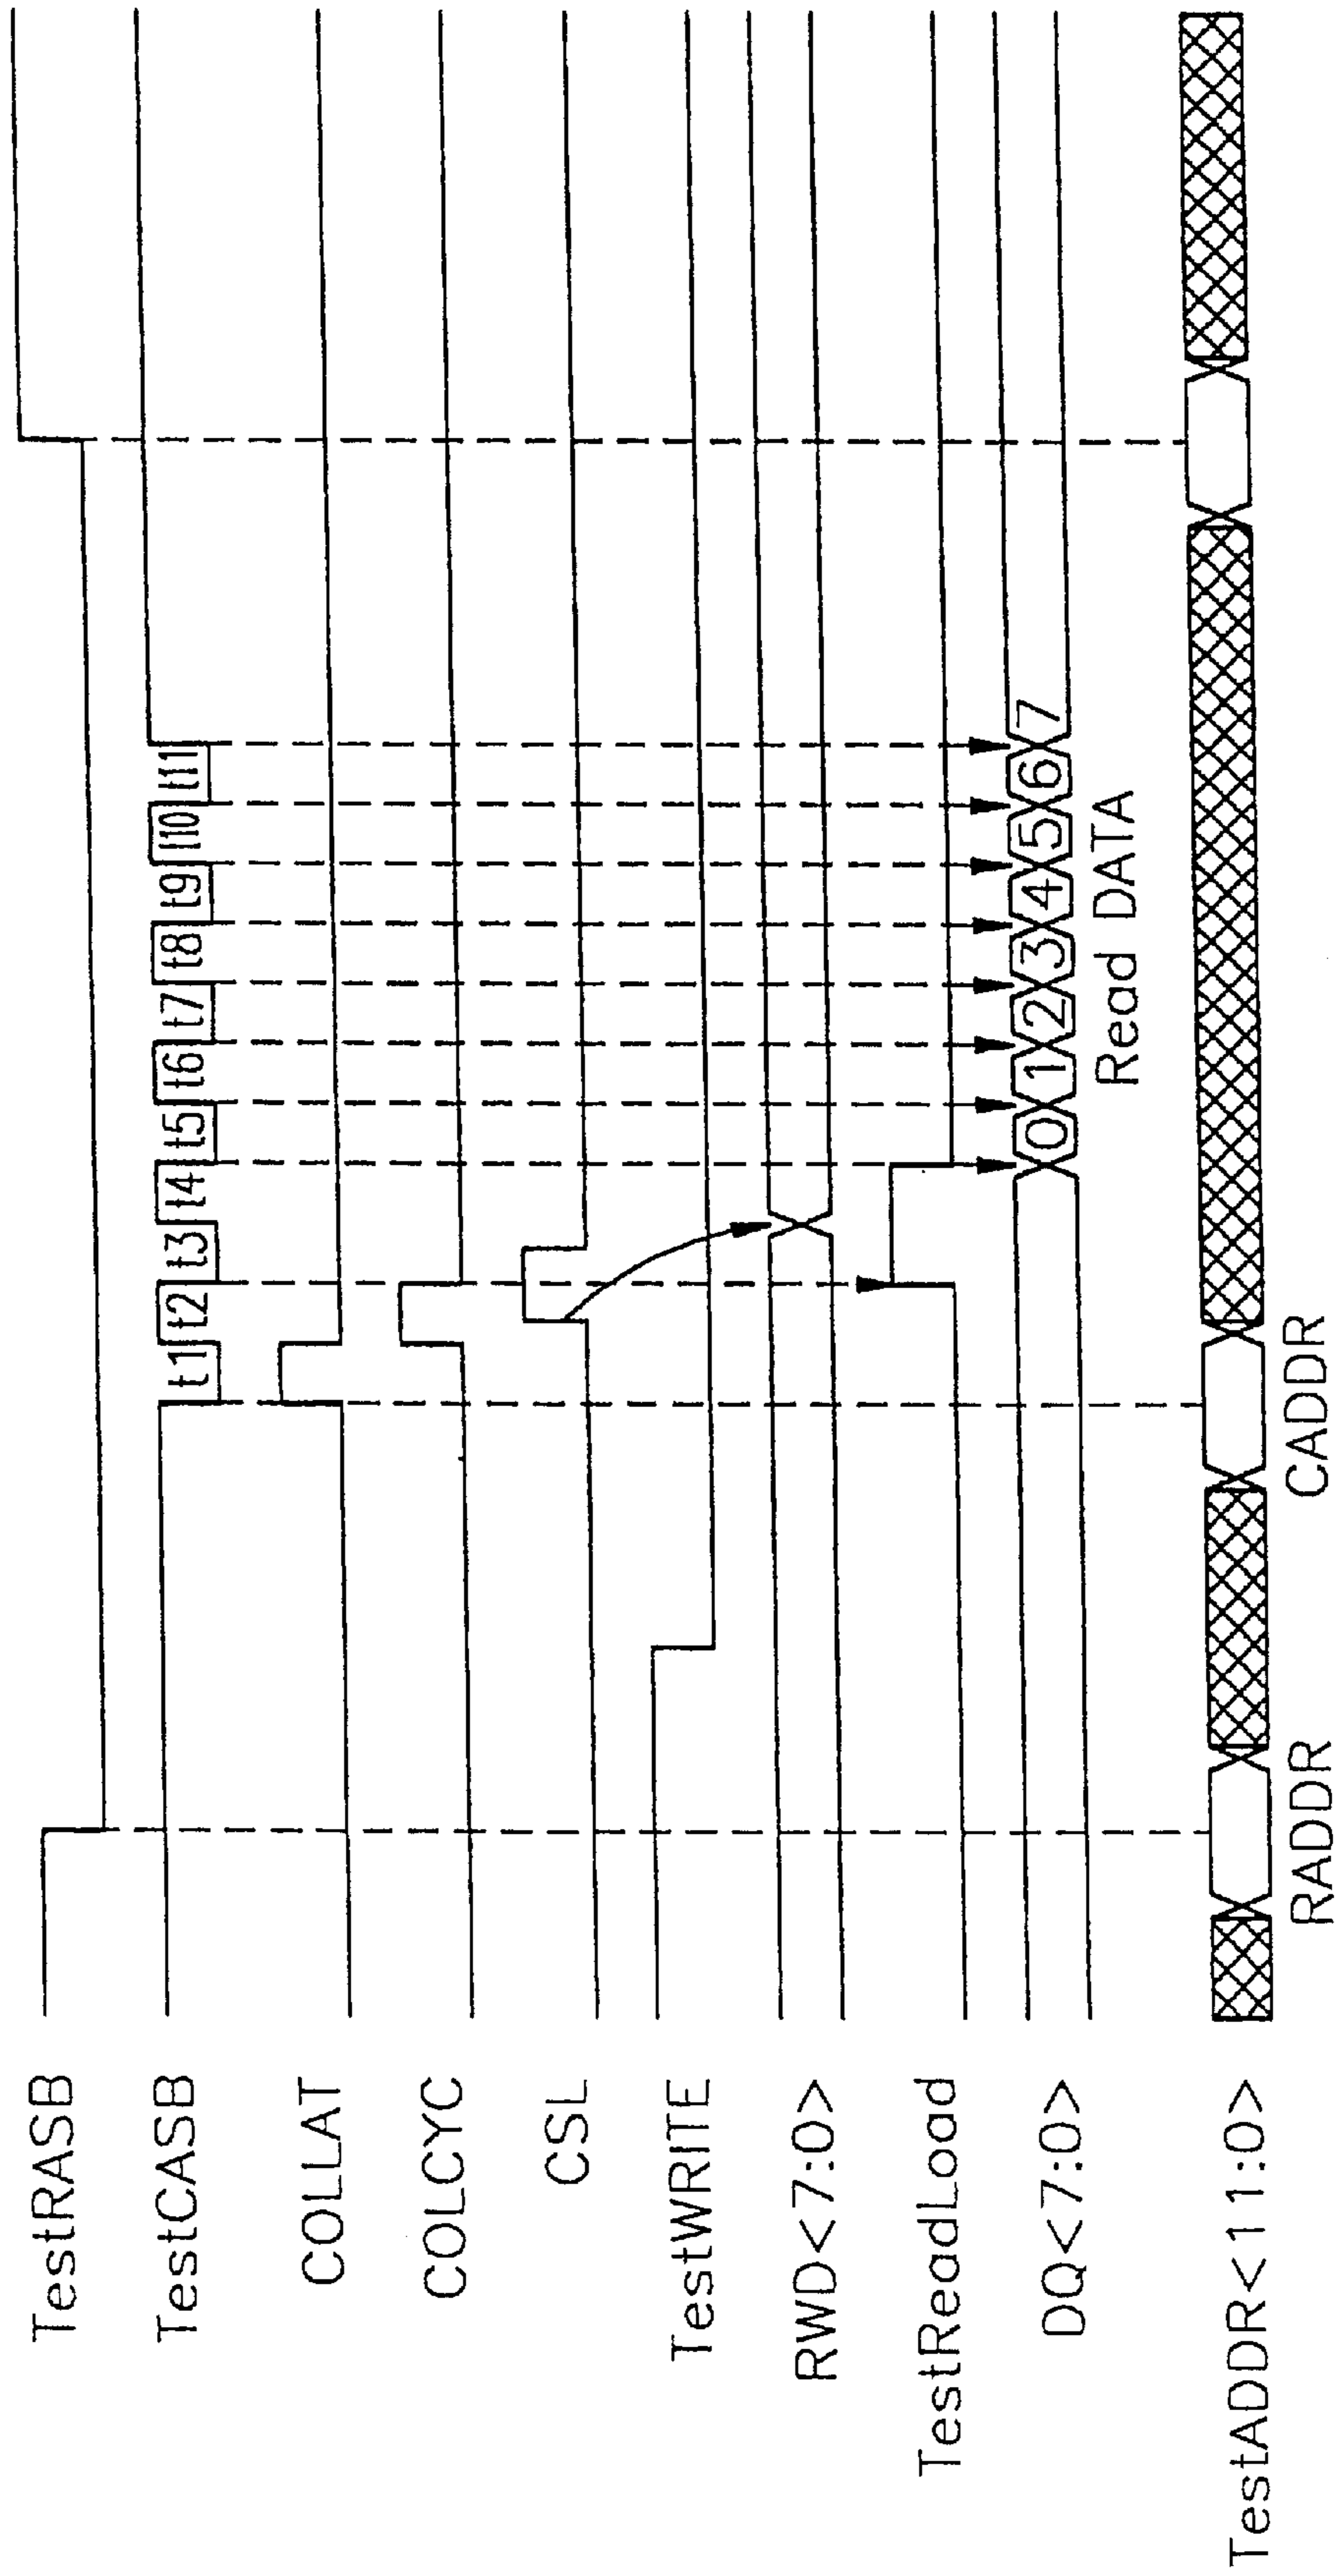 TestRASB
TestCASB t1 t2 t3 t4 t5 t6 t7 t8 t9 t10 t11
COLLAT
COLCYC
CSL
TestWRITE
RWD<7:0>
TestReadLoad
DQ<7:0> 0 1 2 3 4 5 6 7
Read DATA
TestADDR<11:0>
RADDR CADDR